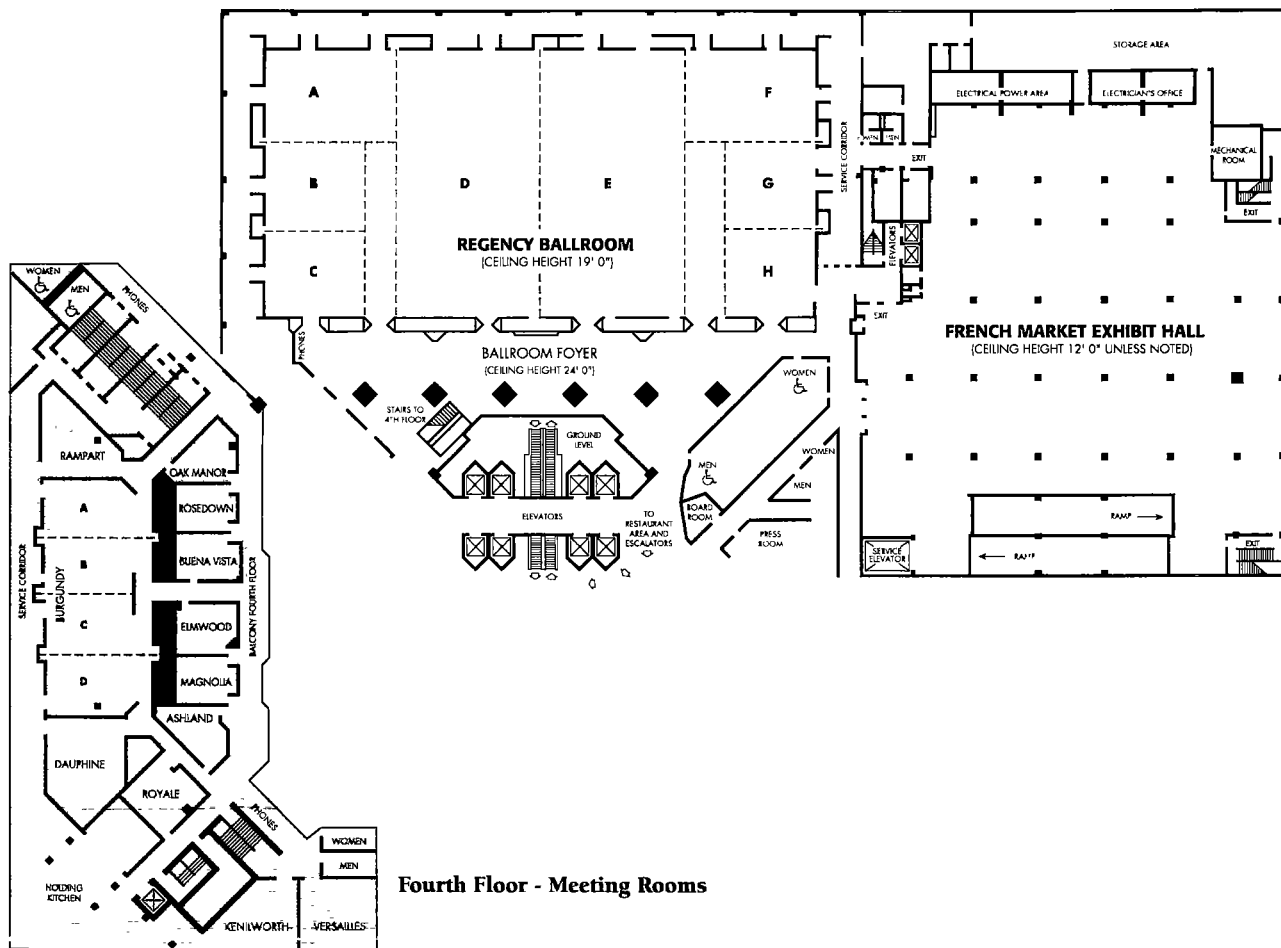 STORAGE AREA
A
F
ELECTRICAL POWER AREA
ELECTRICIAN'S OFFICE
SERVICE CORRIDOR
MEN
EXIT
MECHANICAL
ROOM
B
D
E
G
EXIT
REGENCY BALLROOM
(CEILING HEIGHT 19' 0")
ELEVATORS
C
H
WOMEN
MEN
PHONES
EXIT
FRENCH MARKET EXHIBIT HALL
(CEILING HEIGHT 12' 0" UNLESS NOTED)
PHONES
BALLROOM FOYER
(CEILING HEIGHT 24' 0")
WOMEN
STAIRS TO
4TH FLOOR
GROUND
LEVEL
WOMEN
MEN
MEN
RAMPART
OAK MANOR
A
ROSEDOWN
ELEVATORS
TO
RESTAURANT
AREA AND
ESCALATORS
BOARD
ROOM
PRESS
ROOM
RAMP
SERVICE
ELEVATOR
RAMP
EXIT
B
BUENA VISTA
SERVICE CORRIDOR
BURGUNDY
BALCONY FOURTH FLOOR
C
ELMWOOD
D
MAGNOLIA
ASHLAND
DAUPHINE
ROYALE
PHONES
WOMEN
MEN
HOLDING
KITCHEN
KENILWORTH
VERSAILLES
Fourth Floor - Meeting Rooms